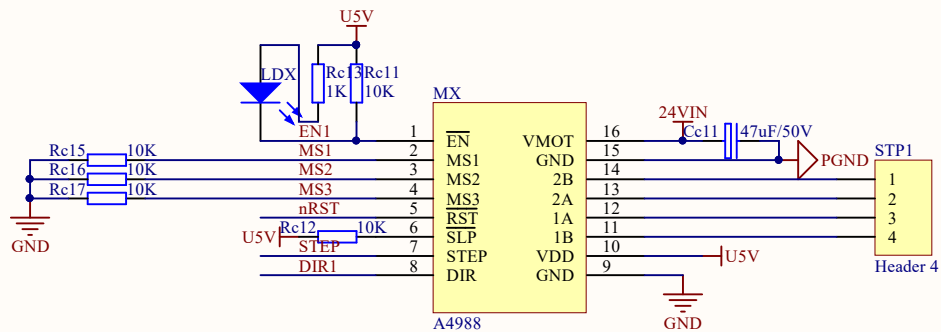 U5V
LDX
Rc13
Rc11
1K
10K
MX
24VIN
Cc11
47uF/50V
EN1
1
EN
VMOT
16
Rc15
10K
MS1
2
MS1
GND
15
PGND
STP1
Rc16
10K
MS2
3
MS2
2B
14
1
Rc17
10K
MS3
4
MS3
2A
13
2
nRST
5
RST
1A
12
3
GND
U5V
Rc12
10K
6
SLP
1B
11
4
STEP
7
STEP
VDD
10
U5V
DIR1
8
DIR
GND
9
Header 4
A4988
GND